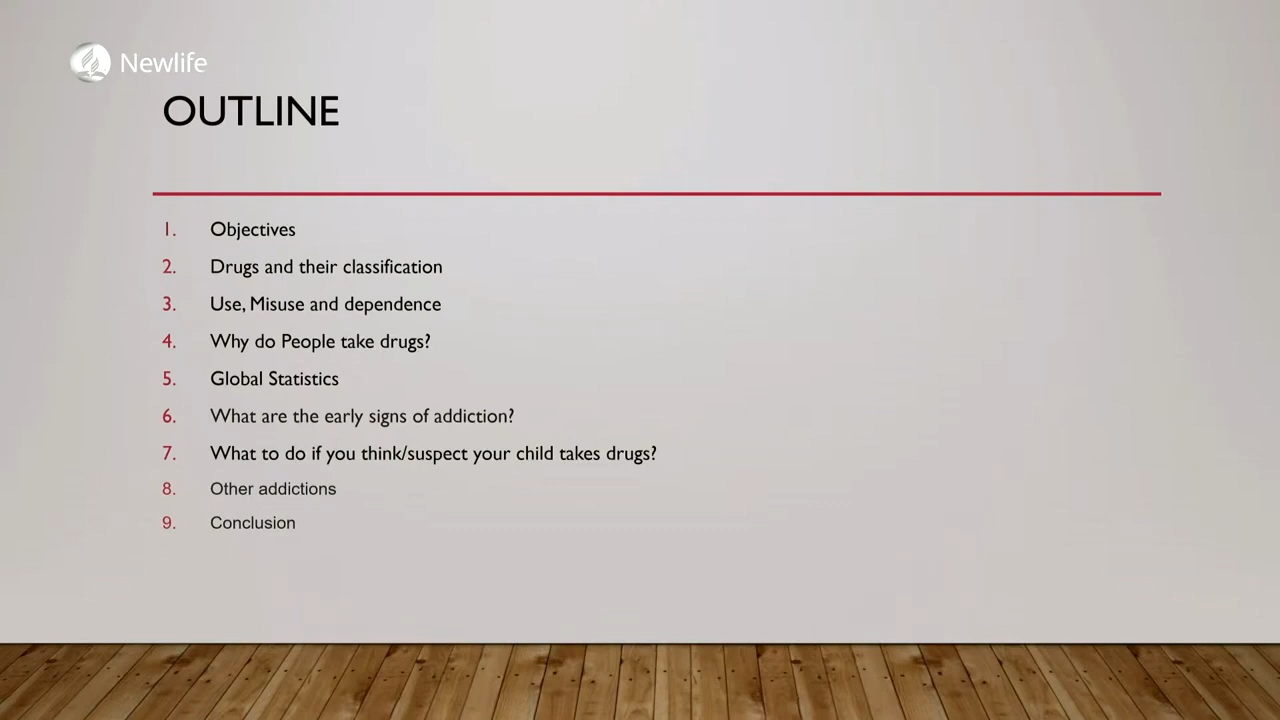 Newlife
OUTLINE
1. Objectives
2. Drugs and their classification
3. Use, Misuse and dependence
4. Why do People take drugs?
5. Global Statistics
6. What are the early signs of addiction?
7. What to do if you think/suspect your child takes drugs?
8. Other addictions
9. Conclusion